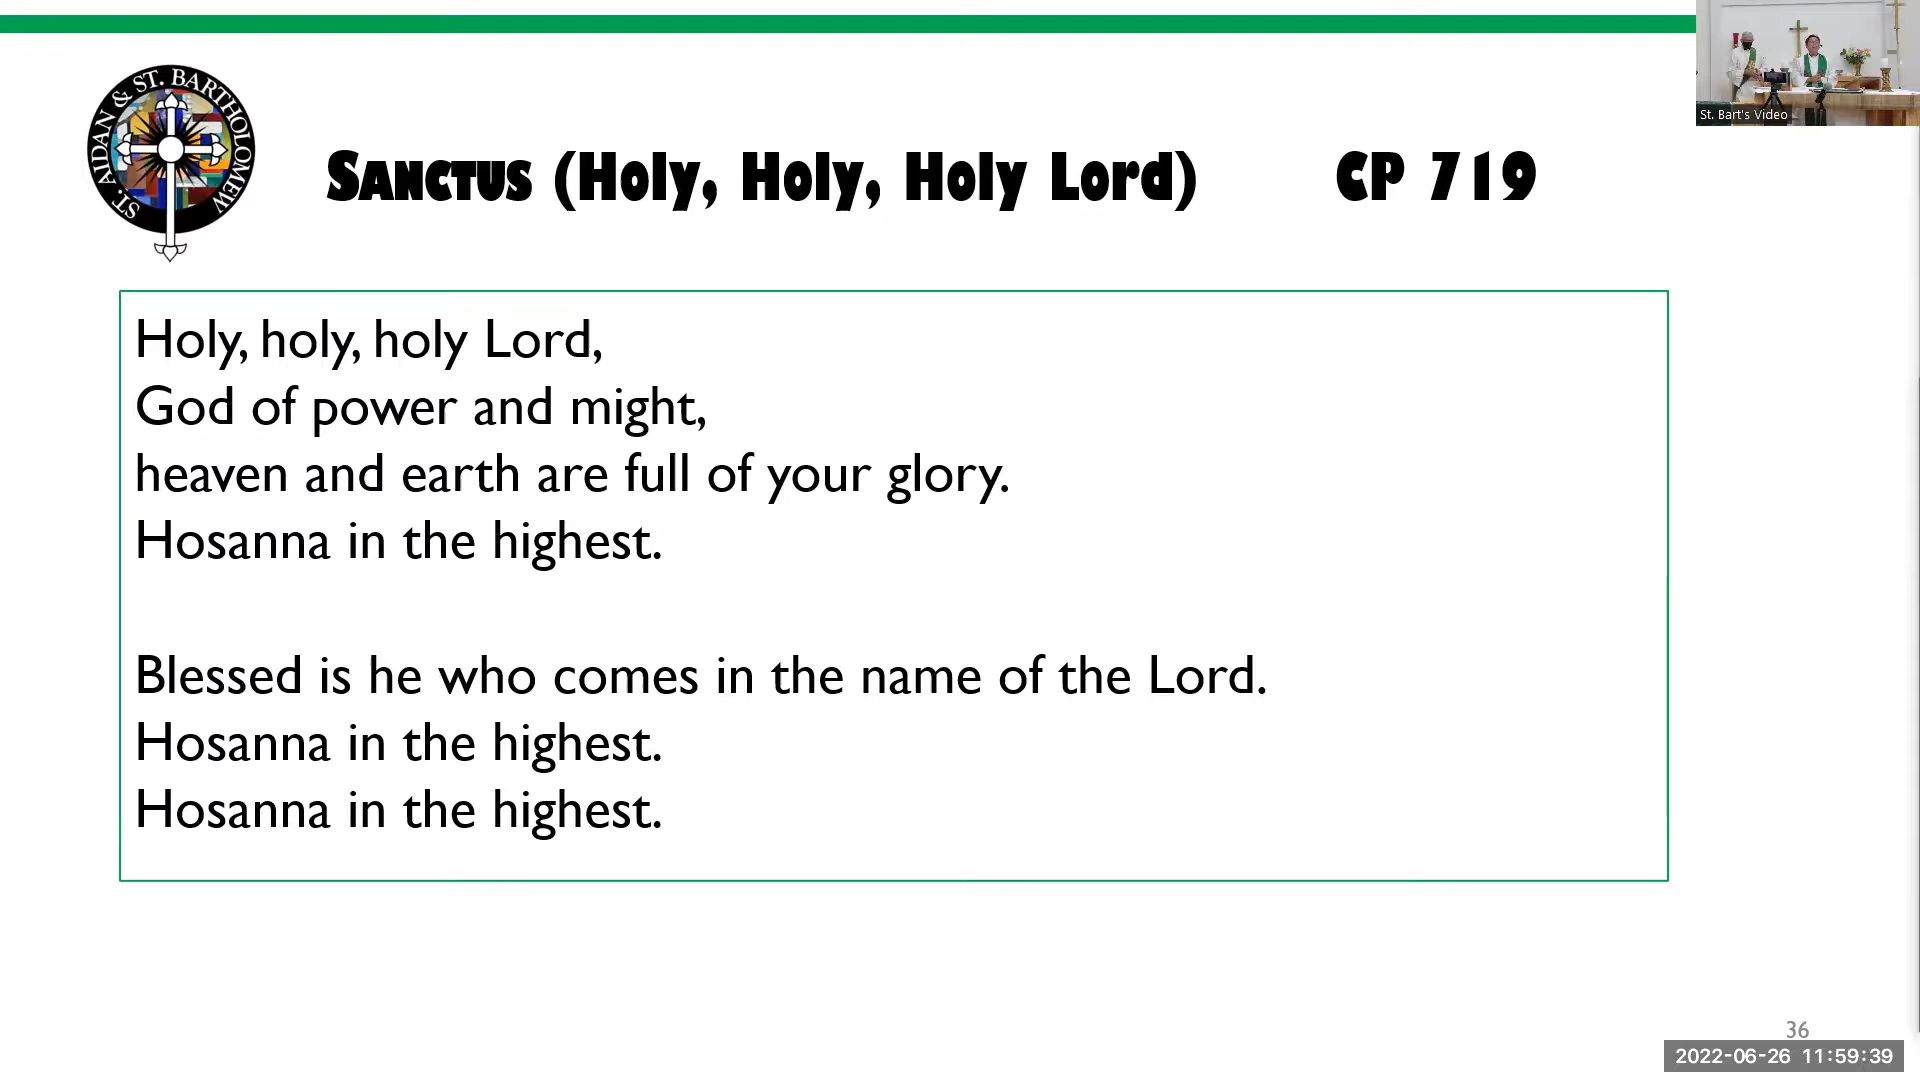 ST. AIDAN & ST. BARTHOLOMEW
St. Bart's Video
SANCTUS (Holy, Holy, Holy Lord) CP 719
Holy, holy, holy Lord,
God of power and might,
heaven and earth are full of your glory.
Hosanna in the highest.
Blessed is he who comes in the name of the Lord.
Hosanna in the highest.
Hosanna in the highest.
36
2022-06-26 11:59:39